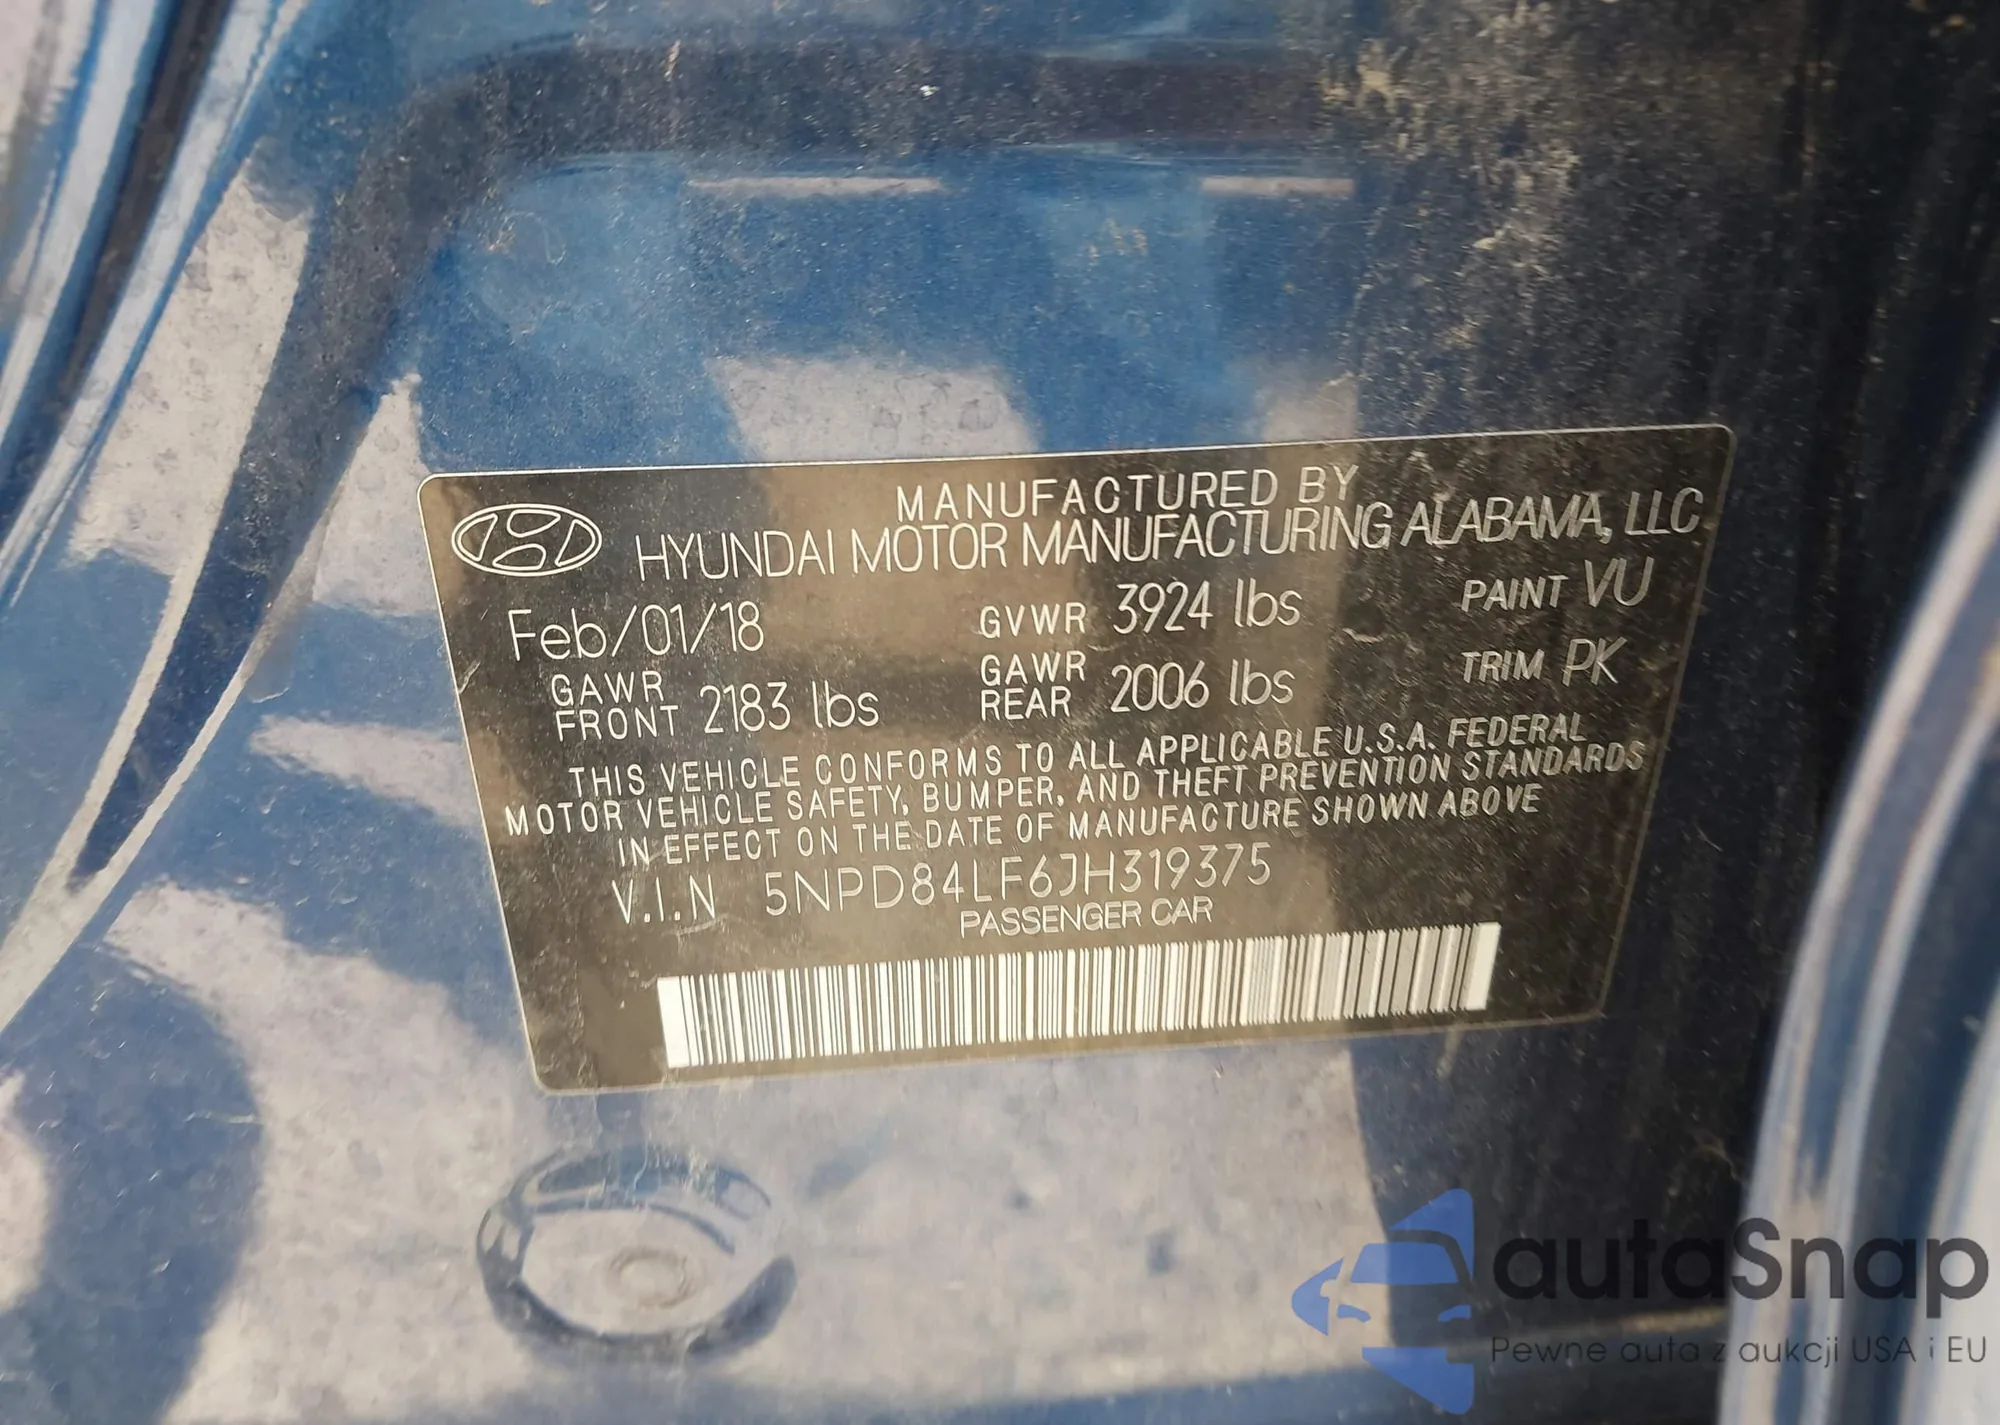 MANUFACTURED BY
HYUNDAI MOTOR MANUFACTURING ALABAMA, LLC
Feb/01/18 GVWR 3924 lbs PAINT VU
GAWR FRONT 2183 lbs GAWR REAR 2006 lbs TRIM PK
THIS VEHICLE CONFORMS TO ALL APPLICABLE U.S.A. FEDERAL
MOTOR VEHICLE SAFETY, BUMPER, AND THEFT PREVENTION STANDARDS
IN EFFECT ON THE DATE OF MANUFACTURE SHOWN ABOVE
V.I.N 5NPD84LF6JH319375
PASSENGER CAR
autaSnap
Pewne auta z aukcji USA i EU